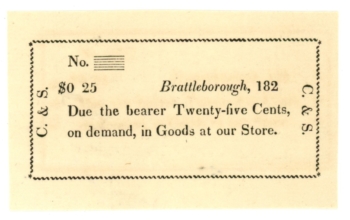 No.
$0 25 Brattleborough, 182
Due the bearer Twenty-five Cents,
on demand, in Goods at our Store.
C. & S.
C. & S.